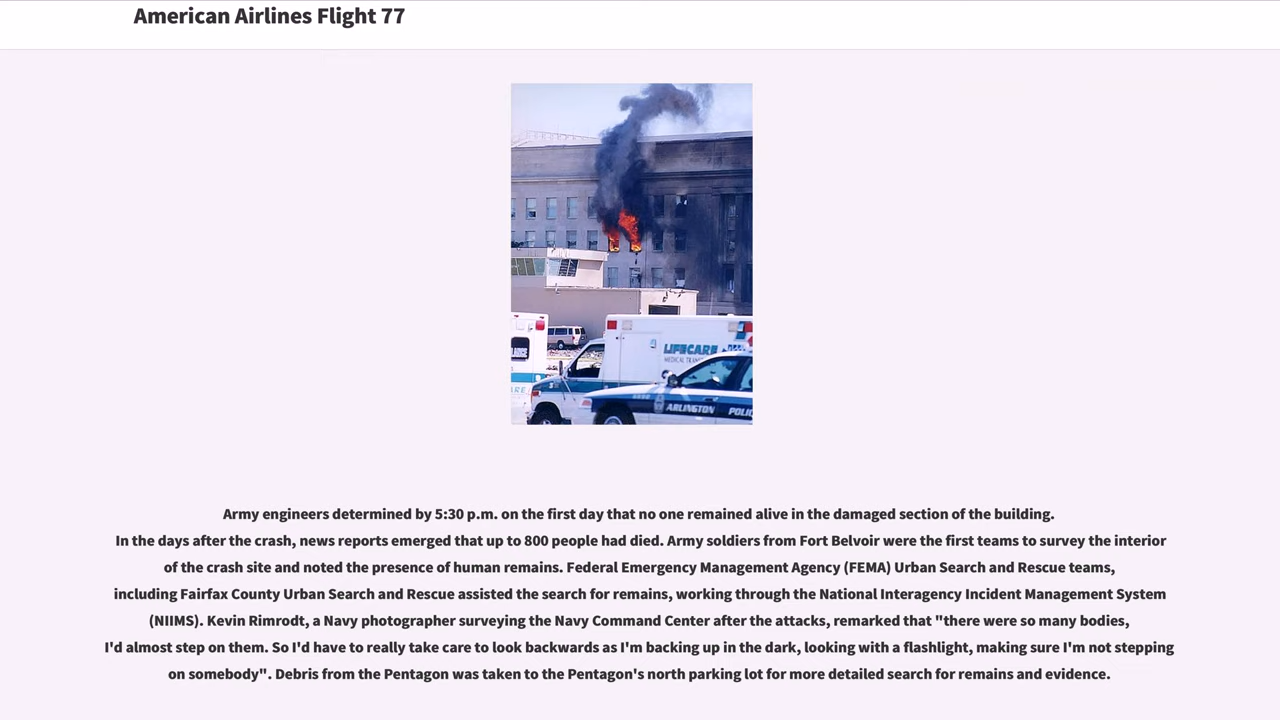 American Airlines Flight 77
LIFECARE
ARLINGTON
Army engineers determined by 5:30 p.m. on the first day that no one remained alive in the damaged section of the building.
In the days after the crash, news reports emerged that up to 800 people had died. Army soldiers from Fort Belvoir were the first teams to survey the interior
of the crash site and noted the presence of human remains. Federal Emergency Management Agency (FEMA) Urban Search and Rescue teams,
including Fairfax County Urban Search and Rescue assisted the search for remains, working through the National Interagency Incident Management System
(NIIMS). Kevin Rimrodt, a Navy photographer surveying the Navy Command Center after the attacks, remarked that "there were so many bodies,
I'd almost step on them. So I'd have to really take care to look backwards as I'm backing up in the dark, looking with a flashlight, making sure I'm not stepping
on somebody". Debris from the Pentagon was taken to the Pentagon's north parking lot for more detailed search for remains and evidence.